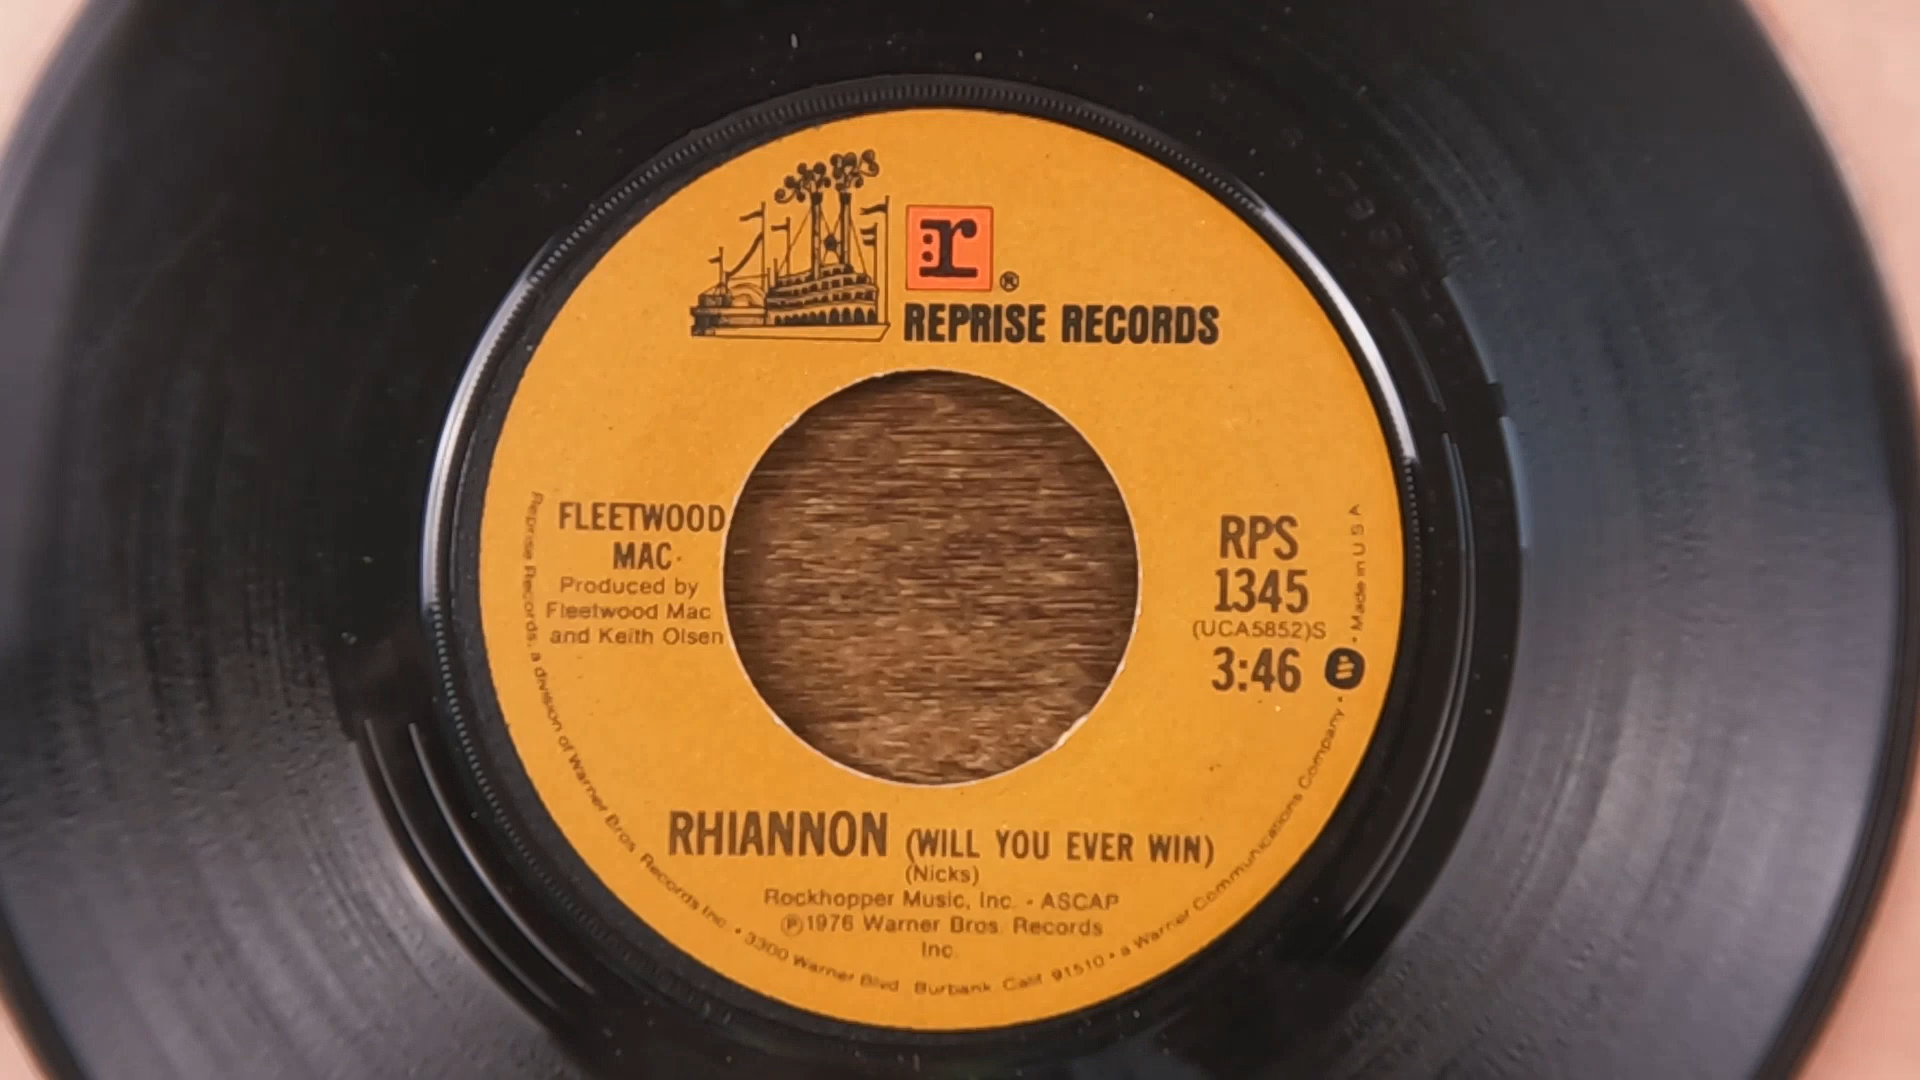 r ®
REPRISE RECORDS
FLEETWOOD
MAC
Produced by
Fleetwood Mac
and Keith Olsen
RPS
1345
(UCA5852)S
3:46
RHIANNON (WILL YOU EVER WIN)
(Nicks)
Rockhopper Music, Inc. - ASCAP
℗1976 Warner Bros. Records
Inc.
Reprise Records, a division of Warner Bros. Records Inc. • 3300 Warner Blvd Burbank Calif 91510 • a Warner Communications Company • W • Made in U S A